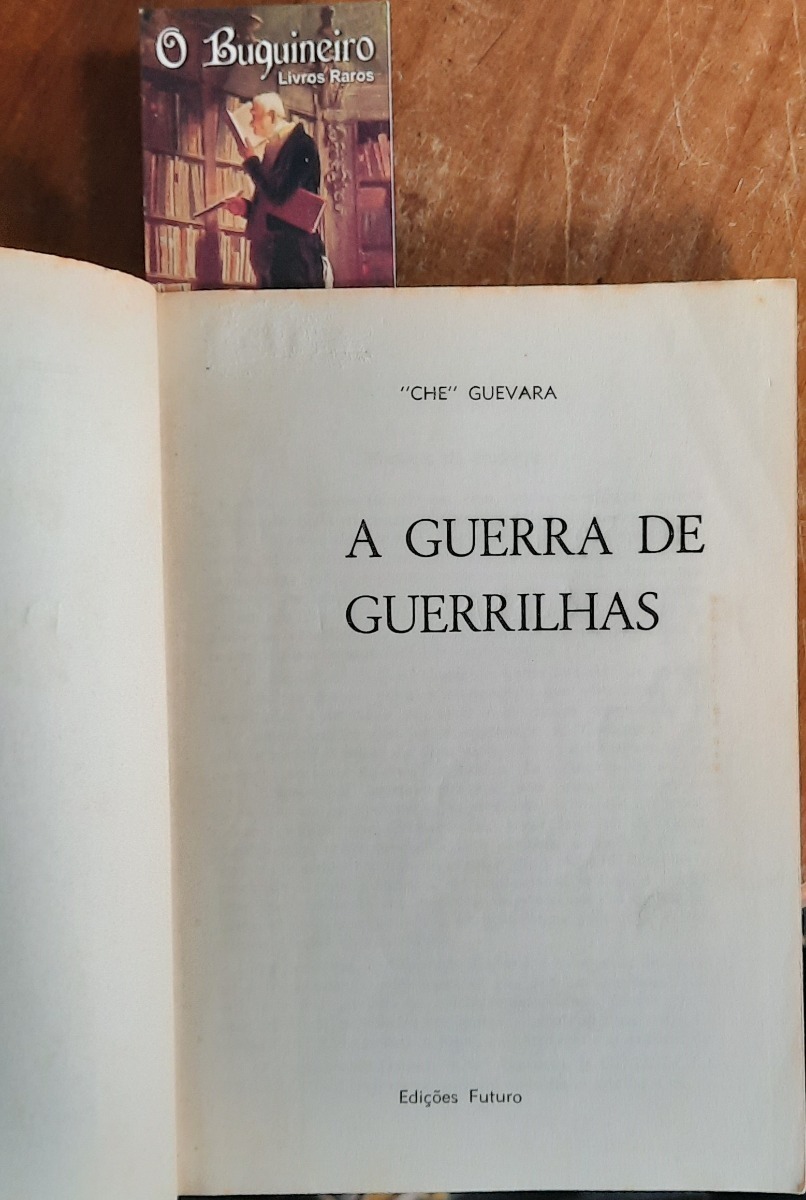 O Buquineiro
Livros Raros
"CHE" GUEVARA
A GUERRA DE
GUERRILHAS
Edições Futuro